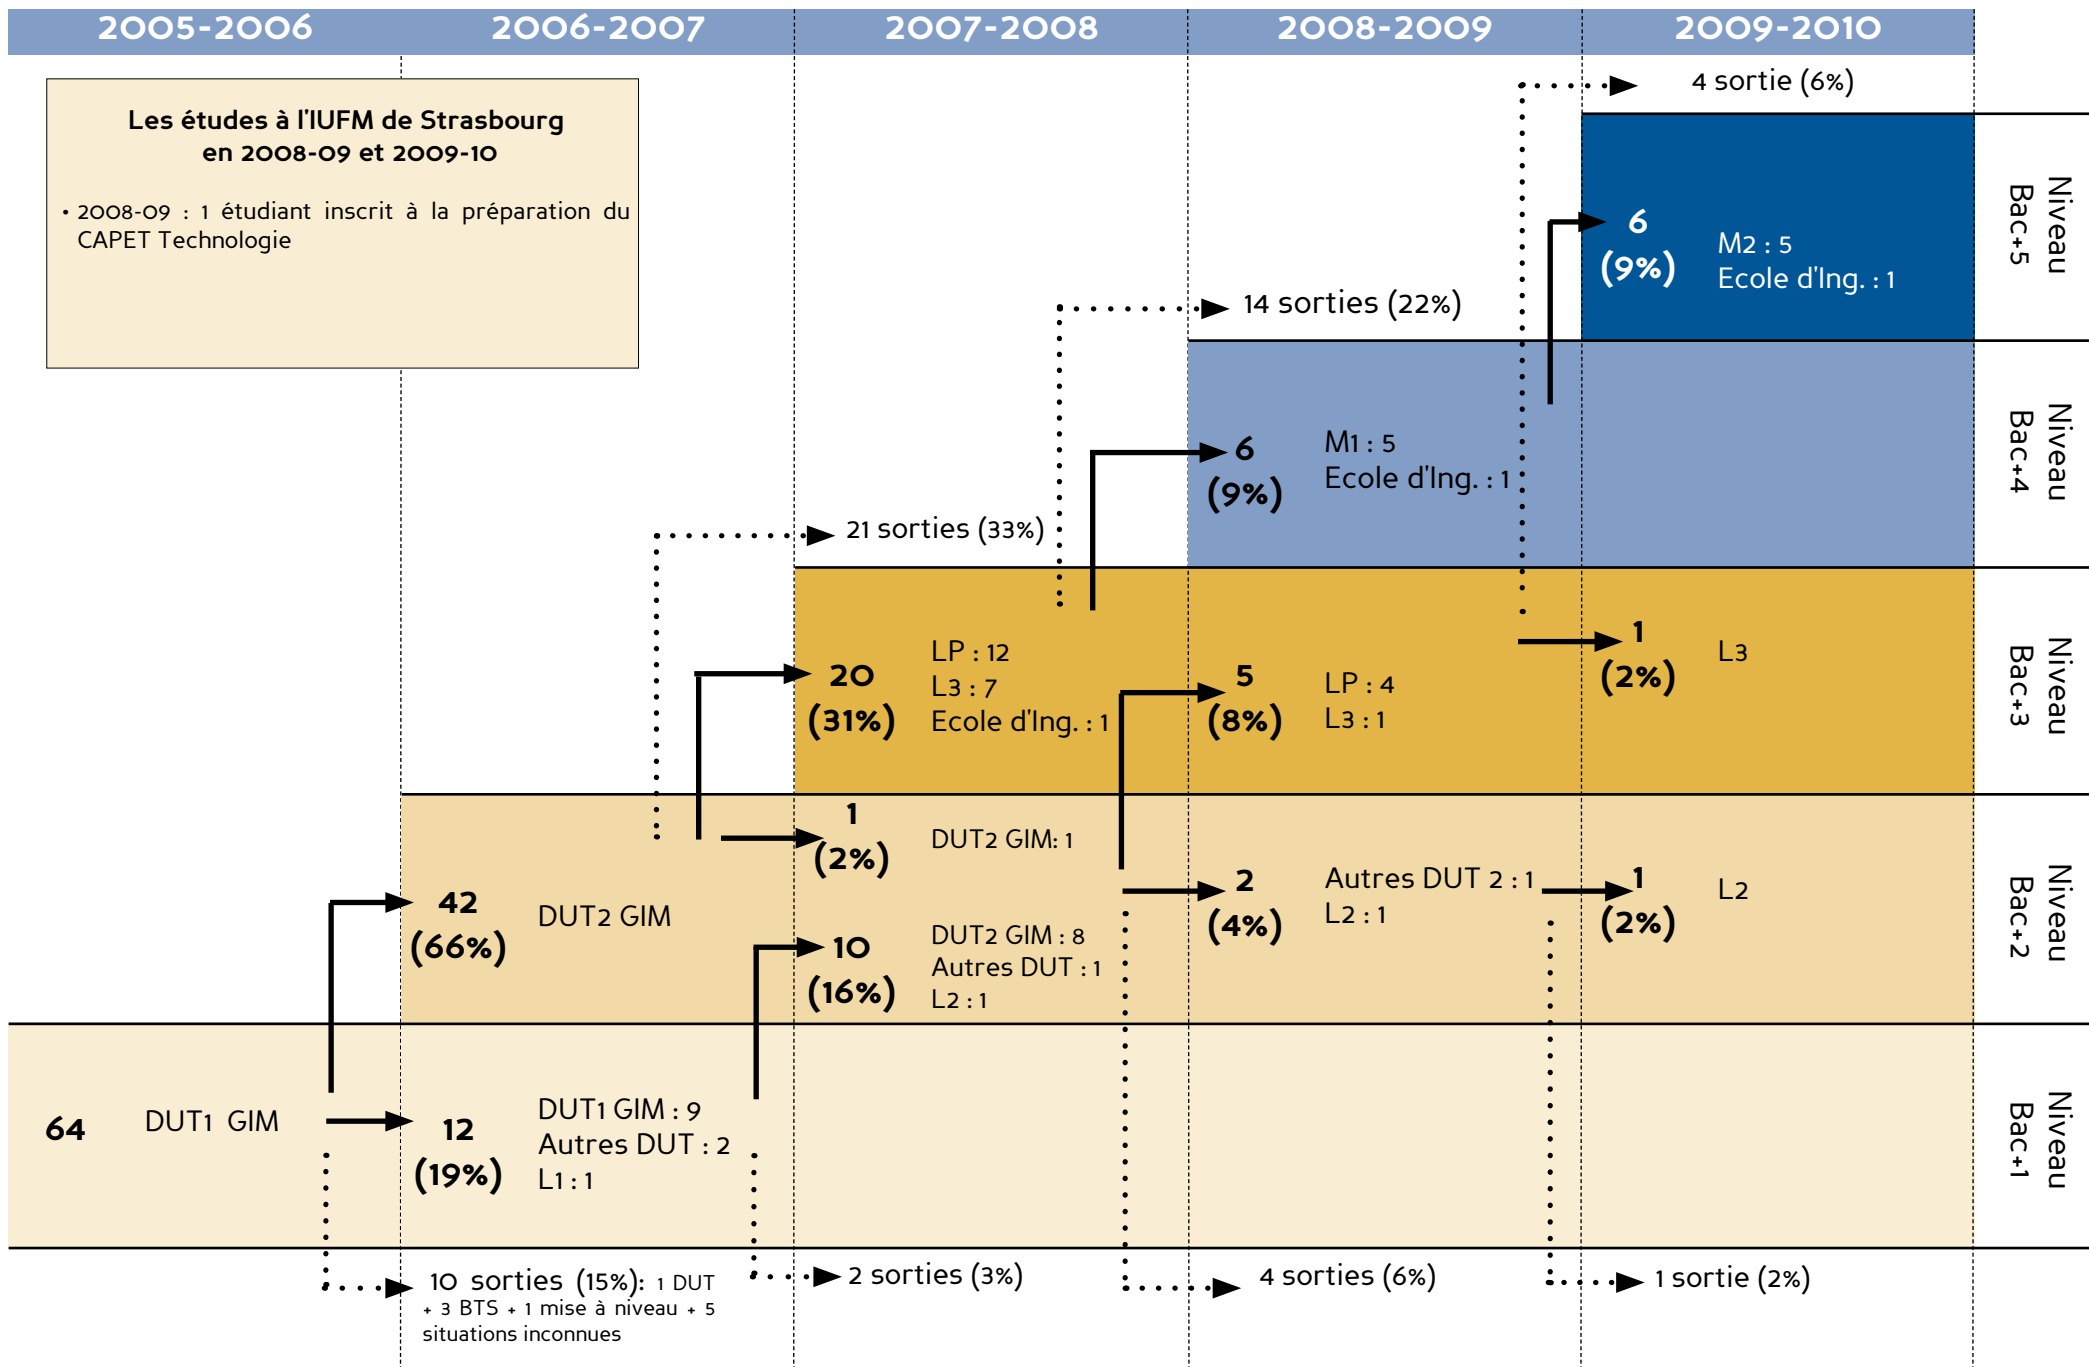 2005-2006
2006-2007
2007-2008
2008-2009
2009-2010
Les études à l'IUFM de Strasbourg
en 2008-09 et 2009-10
• 2008-09 : 1 étudiant inscrit à la préparation du
CAPET Technologie
4 sortie (6%)
6
(9%)
M2 : 5
Ecole d'Ing. : 1
Niveau
Bac+5
14 sorties (22%)
6
(9%)
M1 : 5
Ecole d'Ing. : 1
Niveau
Bac+4
21 sorties (33%)
20
(31%)
LP : 12
L3 : 7
Ecole d'Ing. : 1
5
(8%)
LP : 4
L3 : 1
1
(2%)
L3
Niveau
Bac+3
42
(66%)
DUT2 GIM
1
(2%)
DUT2 GIM: 1
10
(16%)
DUT2 GIM : 8
Autres DUT : 1
L2 : 1
2
(4%)
Autres DUT 2 : 1
L2 : 1
1
(2%)
L2
Niveau
Bac+2
64
DUT1 GIM
12
(19%)
DUT1 GIM : 9
Autres DUT : 2
L1 : 1
Niveau
Bac+1
10 sorties (15%): 1 DUT
+ 3 BTS + 1 mise à niveau + 5
situations inconnues
2 sorties (3%)
4 sorties (6%)
1 sortie (2%)